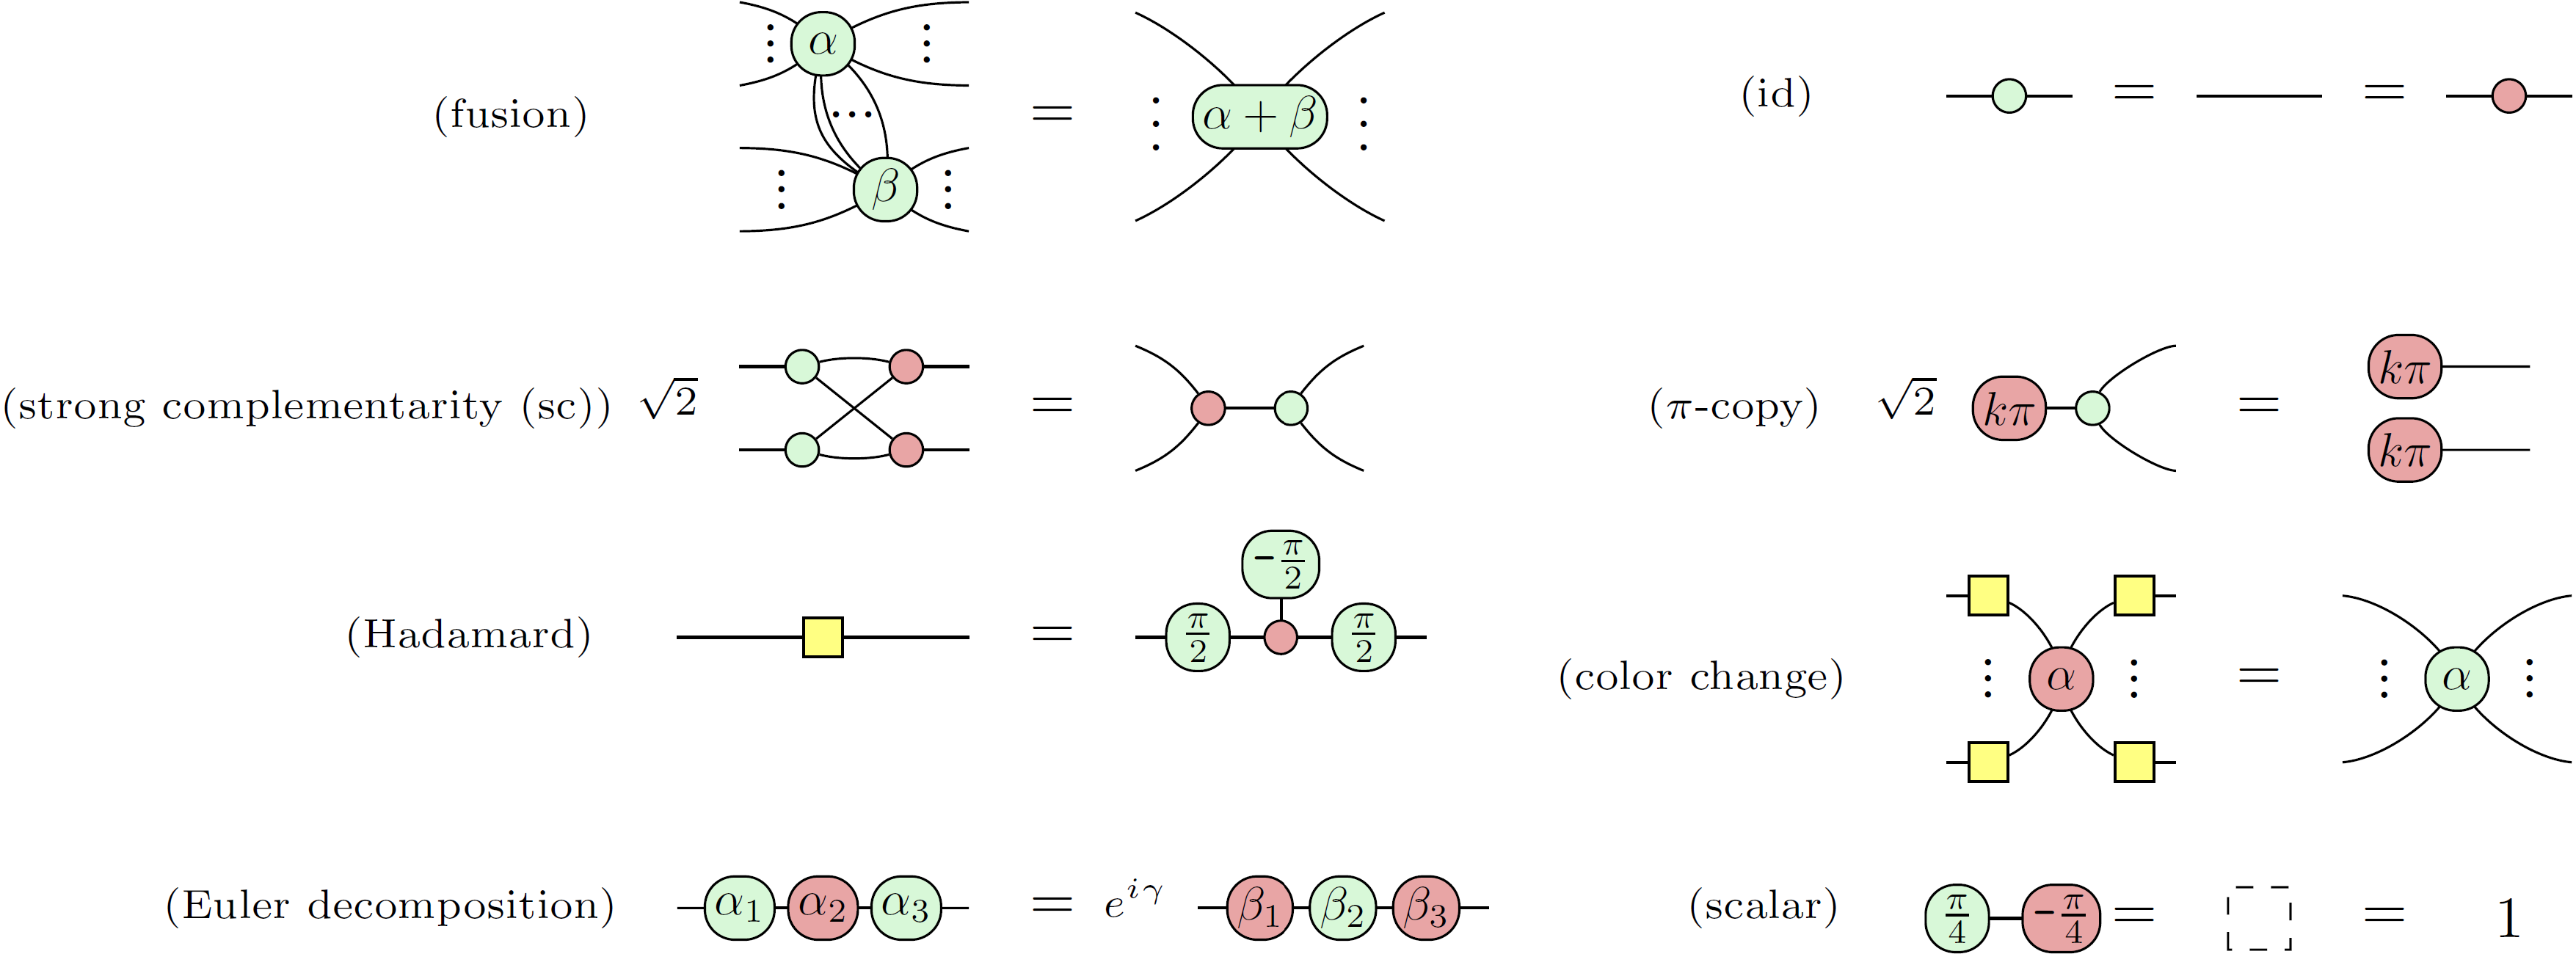 (fusion) α ⋮ ⋮ ⋯ β ⋮ ⋮ = ⋮ α + β ⋮
(id) = =
(strong complementarity (sc)) √2 =
(π-copy) √2 kπ = kπ kπ
(Hadamard) = π/2 -π/2 π/2
(color change) ⋮ α ⋮ = ⋮ α ⋮
(Euler decomposition) α₁ α₂ α₃ = e^{iγ} β₁ β₂ β₃
(scalar) π/4 -π/4 = = 1